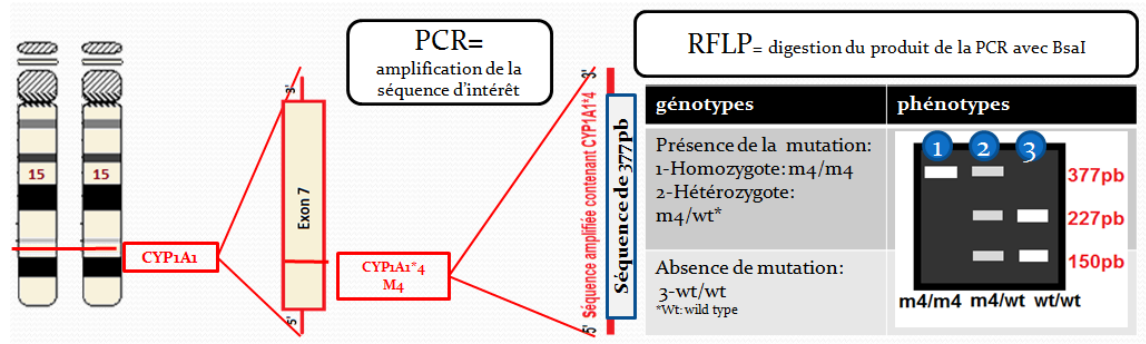 PCR=
amplification de la
séquence d'intérêt
RFLP= digestion du produit de la PCR avec BsaI
15
15
CYP1A1
3'
Exon 7
5'
CYP1A1*4
M4
5' Séquence amplifiée contenant CYP1A1*4 3'
Séquence de 377pb
génotypes
phénotypes
Présence de la mutation:
1-Homozygote: m4/m4
2-Hétérozygote:
m4/wt*
1
2
3
377pb
227pb
150pb
m4/m4 m4/wt wt/wt
Absence de mutation:
3-wt/wt
*Wt: wild type